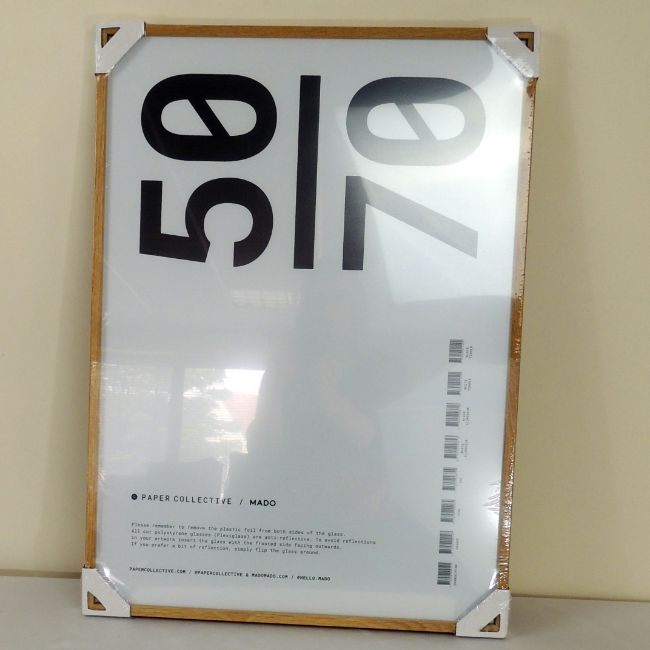 50/70
PAPER COLLECTIVE / MADO
Please remember to remove the plastic foil from both sides of the glass.
All our polystyrene glasses (Plexiglass) are anti-reflective. To avoid reflections
in your artwork insert the glass with the frosted side facing outwards.
If you prefer a bit of reflection, simply flip the glass around.
PAPERCOLLECTIVE.COM / @PAPERCOLLECTIVE & MADOMADO.COM / @HELLO.MADO